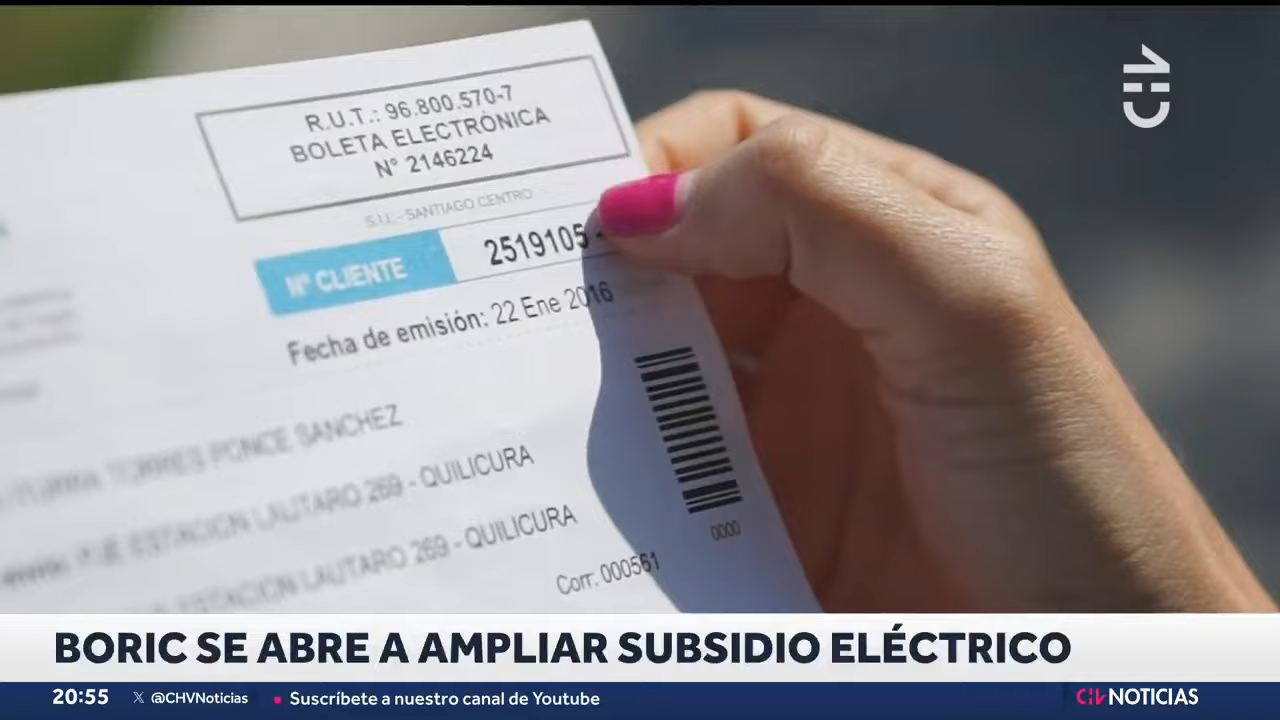 CHV
R.U.T.: 96.800.570-7
BOLETA ELECTRÓNICA
N° 2146224
S.I.I. - SANTIAGO CENTRO
N° CLIENTE 2519105 -
Fecha de emisión: 22 Ene 2016
TORRES PONCE SANCHEZ
ESTACION LAUTARO 269 - QUILICURA
ESTACION LAUTARO 269 - QUILICURA
0000
Corr. 000561
BORIC SE ABRE A AMPLIAR SUBSIDIO ELÉCTRICO
20:55 X @CHVNoticias ▪ Suscríbete a nuestro canal de Youtube CHV NOTICIAS